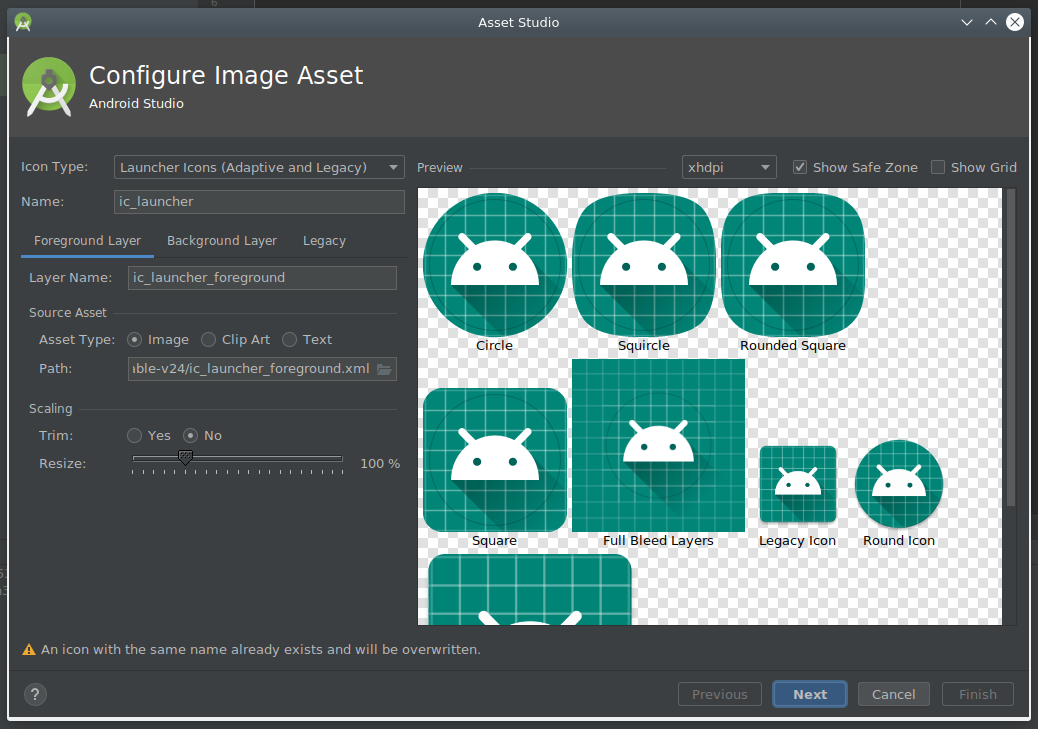 Asset Studio
Configure Image Asset
Android Studio
Icon Type: Launcher Icons (Adaptive and Legacy)
Name: ic_launcher
Foreground Layer Background Layer Legacy
Layer Name: ic_launcher_foreground
Source Asset
Asset Type: Image Clip Art Text
Path: able-v24/ic_launcher_foreground.xml
Scaling
Trim: Yes No
Resize: 100 %
Preview xhdpi Show Safe Zone Show Grid
Circle Squircle Rounded Square
Square Full Bleed Layers Legacy Icon Round Icon
An icon with the same name already exists and will be overwritten.
? Previous Next Cancel Finish